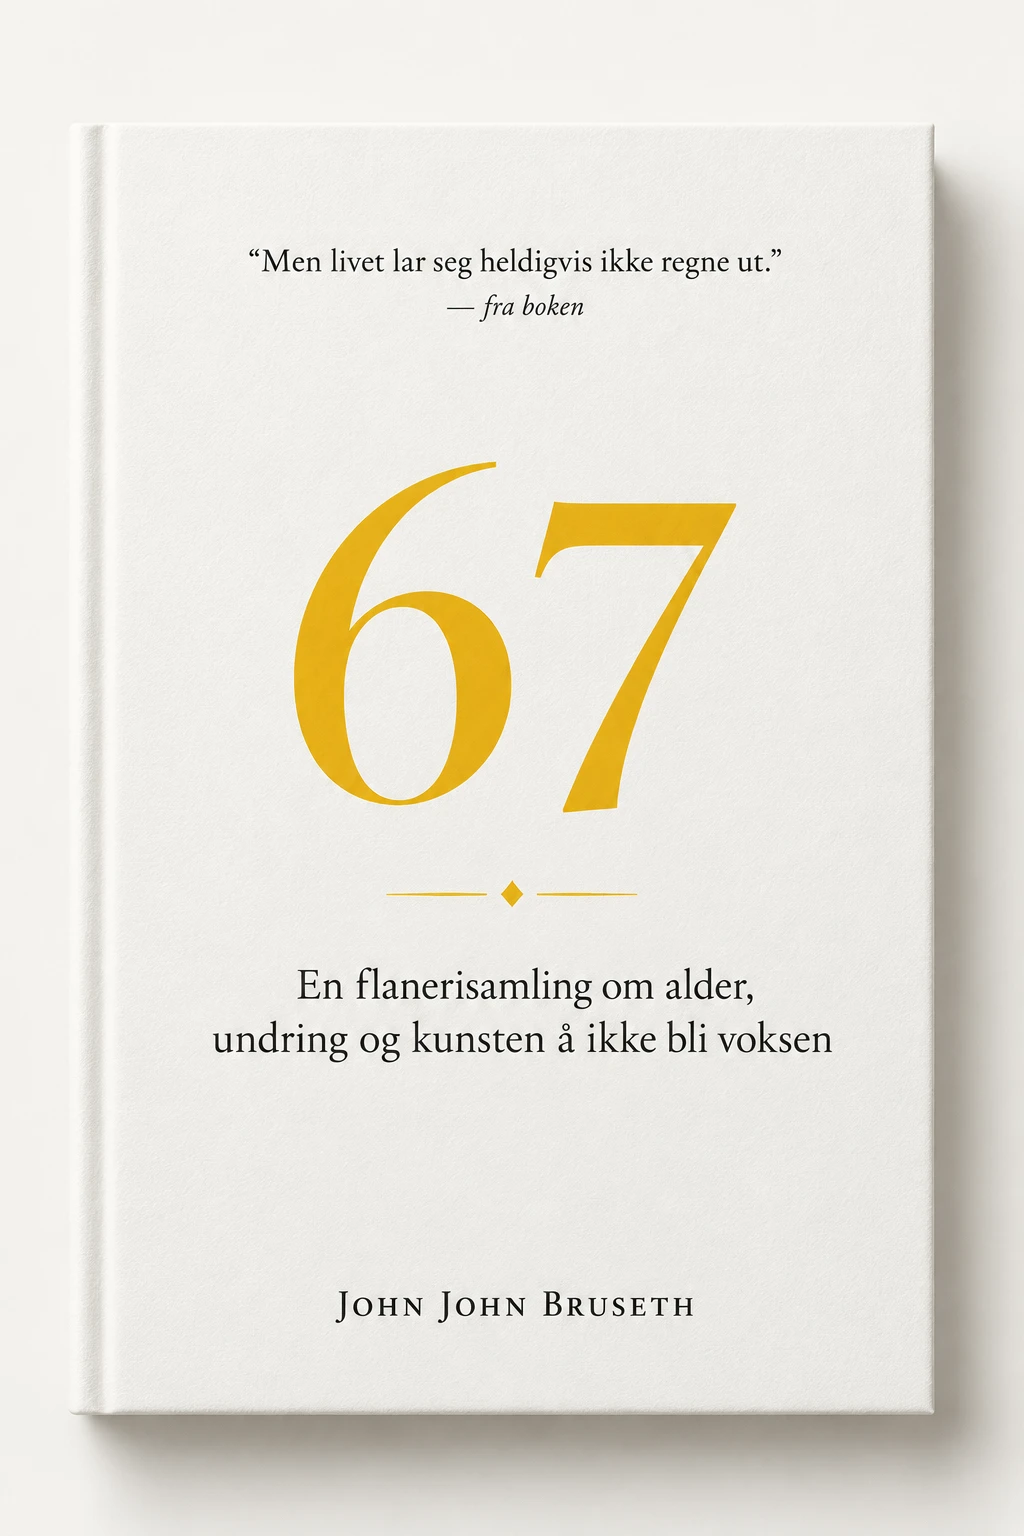 “Men livet lar seg heldigvis ikke regne ut.”
— fra boken
67
En flanerisamling om alder,
undring og kunsten å ikke bli voksen
John John Bruseth